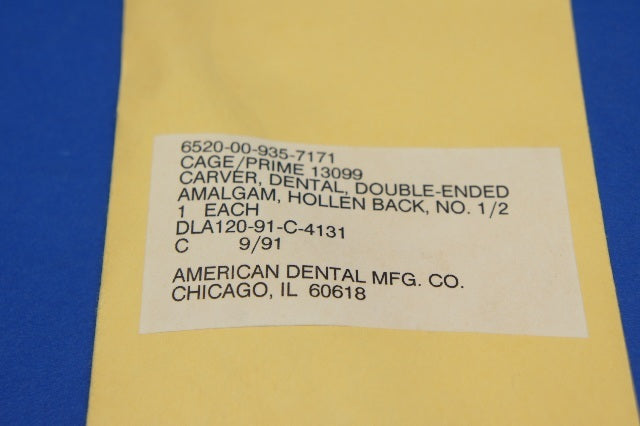 6520-00-935-7171
CAGE/PRIME 13099
CARVER, DENTAL, DOUBLE-ENDED
AMALGAM, HOLLEN BACK, NO. 1/2
1 EACH
DLA120-91-C-4131
C 9/91
AMERICAN DENTAL MFG. CO.
CHICAGO, IL 60618